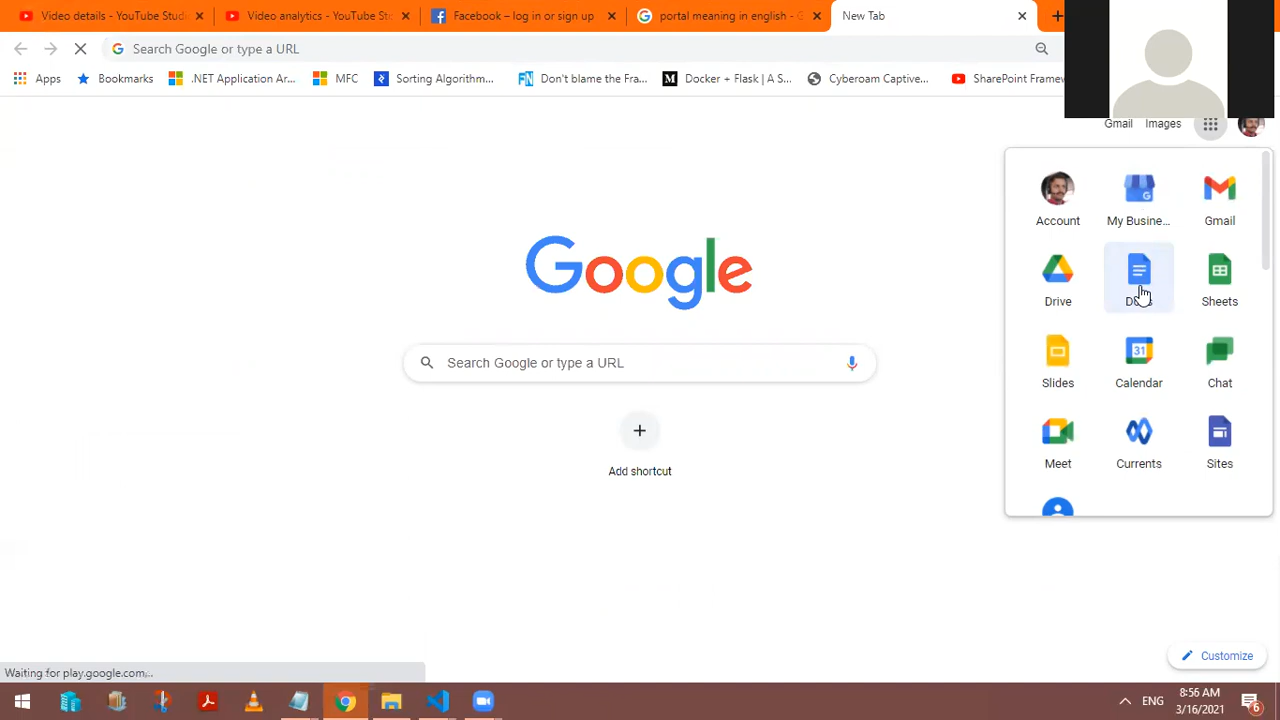 Video details - YouTube Studi
Video analytics - YouTube Stu
Facebook – log in or sign up
portal meaning in english - G
New Tab
Search Google or type a URL
Apps
Bookmarks
.NET Application Ar...
MFC
Sorting Algorithm...
Don't blame the Fra...
Docker + Flask | A S...
Cyberoam Captive...
SharePoint Framew
Gmail
Images
Account
My Busine...
Gmail
Drive
Sheets
Slides
31
Calendar
Chat
Meet
Currents
Sites
Google
Search Google or type a URL
Add shortcut
Customize
Waiting for play.google.com...
ENG
8:56 AM
3/16/2021
6